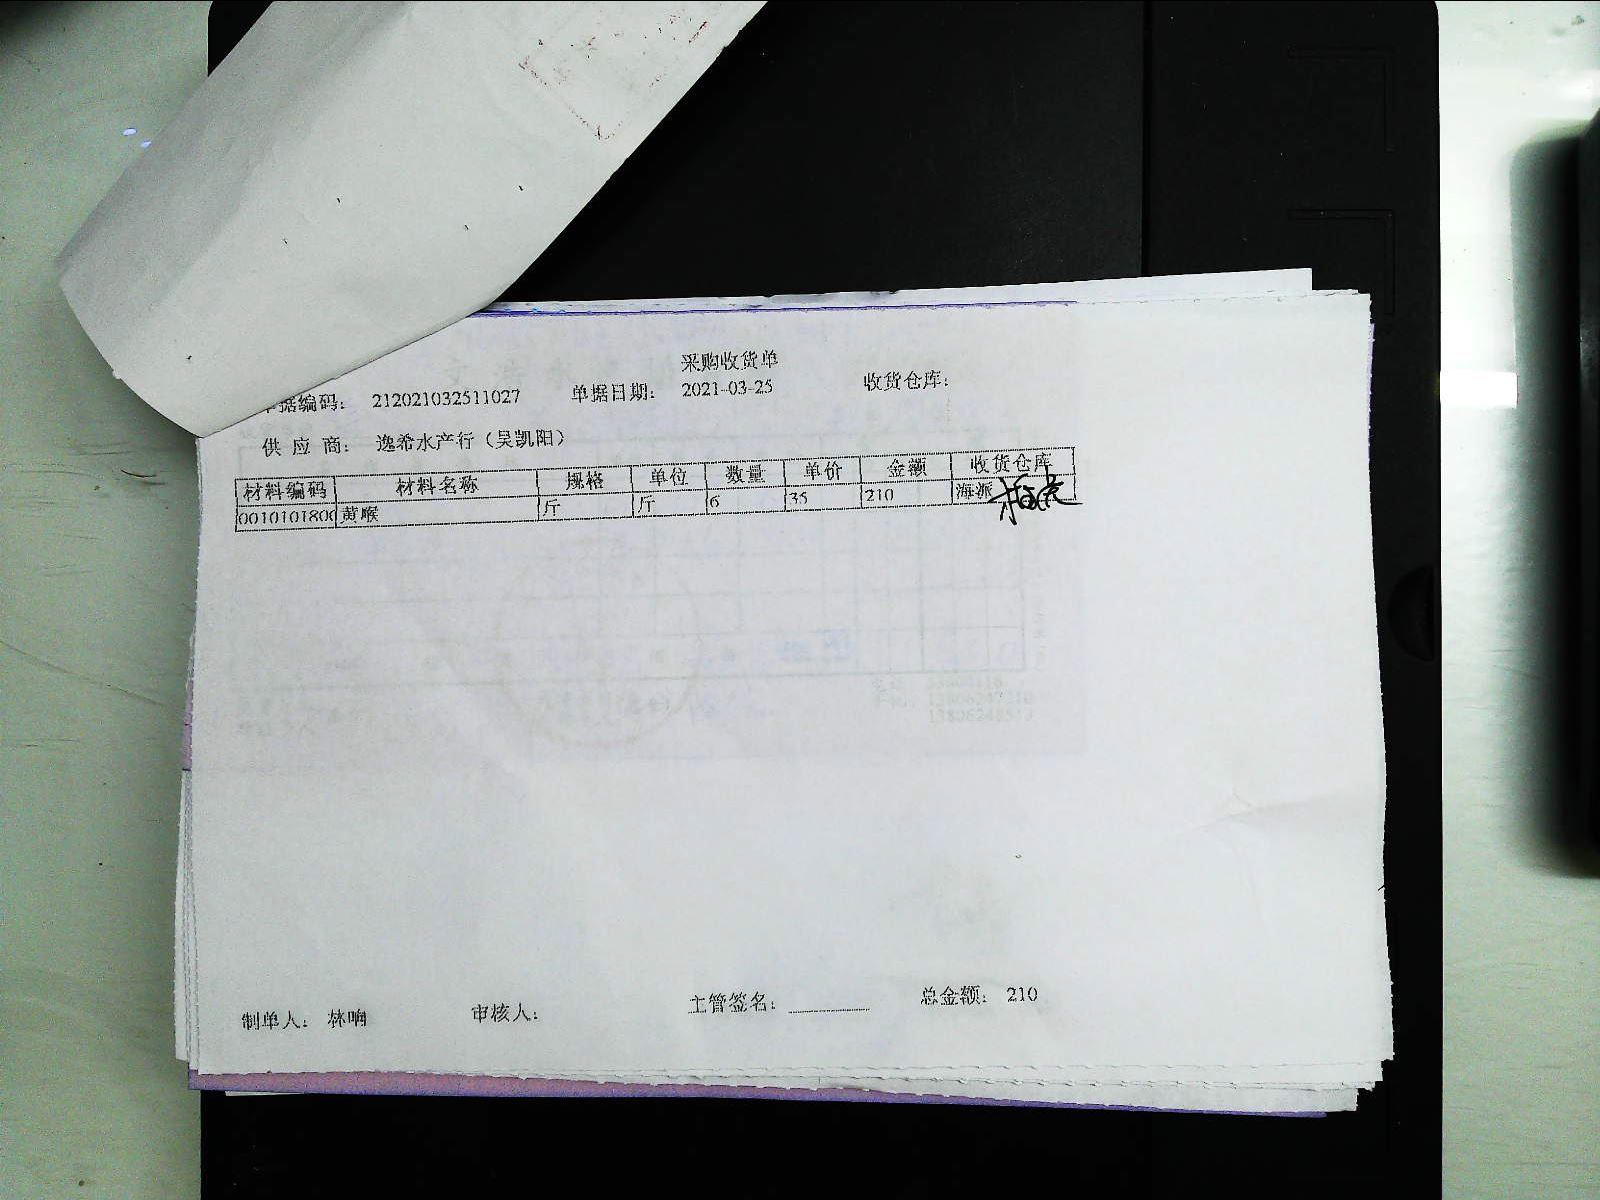 采购收货单
单据编码： 212021032511027 单据日期： 2021-03-25 收货仓库：
供 应 商： 逸希水产行（吴凯阳）
材料编码 材料名称 规格 单位 数量 单价 金额 收货仓库
0010101800 黄喉 斤 斤 6 35 210 海派
制单人： 林响 审核人： 主管签名： 总金额： 210